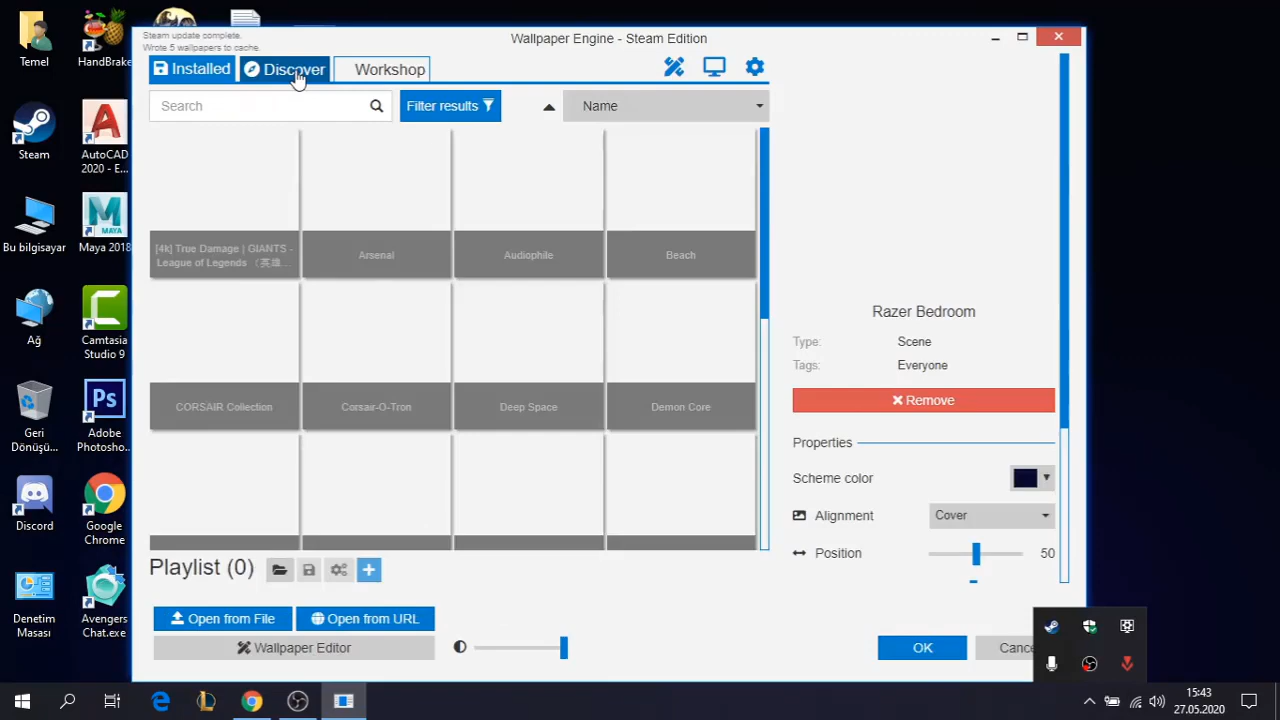 Steam update complete.
Wrote 5 wallpapers to cache.
Wallpaper Engine - Steam Edition
Installed
Discover
Workshop
Search
Filter results
Name
[4k] True Damage | GIANTS -
League of Legends （英雄...
Arsenal
Audiophile
Beach
CORSAIR Collection
Corsair-O-Tron
Deep Space
Demon Core
Razer Bedroom
Type:
Scene
Tags:
Everyone
Remove
Properties
Scheme color
Alignment
Cover
Position
50
Playlist (0)
Open from File
Open from URL
Wallpaper Editor
OK
Cance
Temel
HandBrake
Steam
AutoCAD
2020 - E...
Bu bilgisayar
Maya 2018
Ağ
Camtasia
Studio 9
Geri
Dönüşü...
Adobe
Photosho...
Discord
Google
Chrome
Denetim
Masası
Avengers
Chat.exe
15:43
27.05.2020